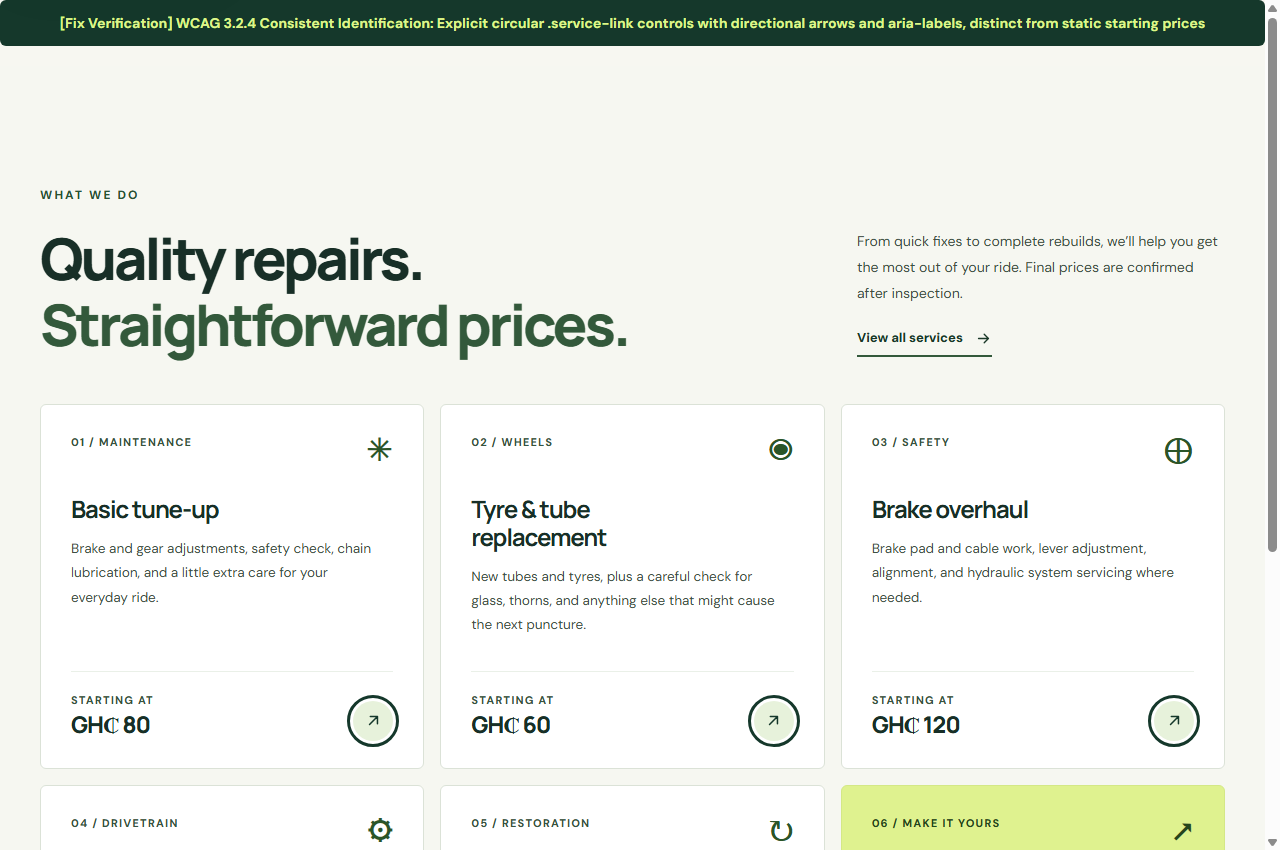 [Fix Verification] WCAG 3.2.4 Consistent Identification: Explicit circular .service-link controls with directional arrows and aria-labels, distinct from static starting prices
WHAT WE DO
Quality repairs.
Straightforward prices.
From quick fixes to complete rebuilds, we’ll help you get
the most out of your ride. Final prices are confirmed
after inspection.
View all services →
01 / MAINTENANCE
Basic tune-up
Brake and gear adjustments, safety check, chain
lubrication, and a little extra care for your
everyday ride.
STARTING AT
GH₵ 80
02 / WHEELS
Tyre & tube
replacement
New tubes and tyres, plus a careful check for
glass, thorns, and anything else that might cause
the next puncture.
STARTING AT
GH₵ 60
03 / SAFETY
Brake overhaul
Brake pad and cable work, lever adjustment,
alignment, and hydraulic system servicing where
needed.
STARTING AT
GH₵ 120
04 / DRIVETRAIN
05 / RESTORATION
06 / MAKE IT YOURS